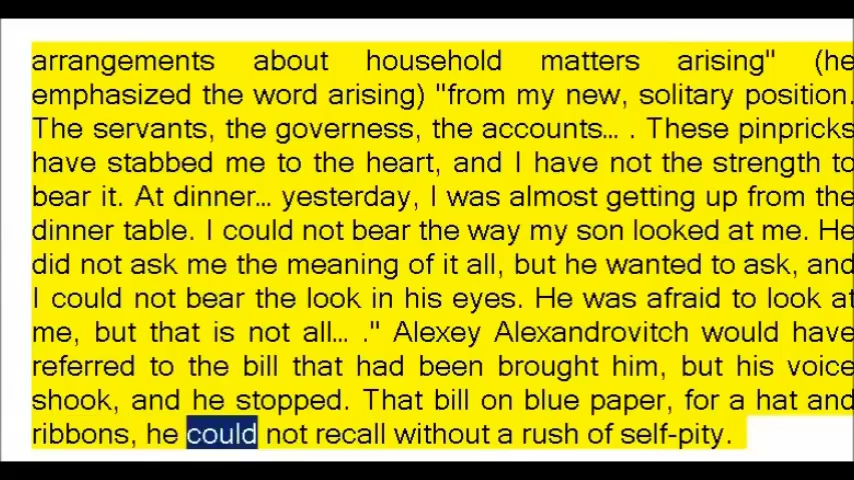 arrangements about household matters arising" (he
emphasized the word arising) "from my new, solitary position.
The servants, the governess, the accounts... . These pinpricks
have stabbed me to the heart, and I have not the strength to
bear it. At dinner... yesterday, I was almost getting up from the
dinner table. I could not bear the way my son looked at me. He
did not ask me the meaning of it all, but he wanted to ask, and
I could not bear the look in his eyes. He was afraid to look at
me, but that is not all... ." Alexey Alexandrovitch would have
referred to the bill that had been brought him, but his voice
shook, and he stopped. That bill on blue paper, for a hat and
ribbons, he could not recall without a rush of self-pity.